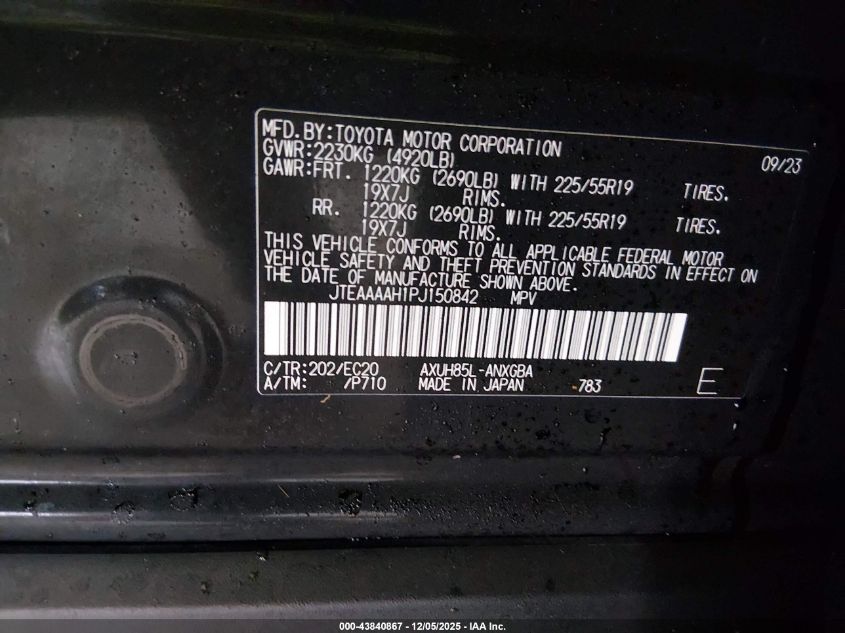 MFD.BY:TOYOTA MOTOR CORPORATION 09/23
GVWR:2230KG (4920LB)
GAWR:FRT. 1220KG (2690LB) WITH 225/55R19 TIRES.
19X7J RIMS.
RR. 1220KG (2690LB) WITH 225/55R19 TIRES.
19X7J RIMS.
THIS VEHICLE CONFORMS TO ALL APPLICABLE FEDERAL MOTOR
VEHICLE SAFETY AND THEFT PREVENTION STANDARDS IN EFFECT ON
THE DATE OF MANUFACTURE SHOWN ABOVE.
JTEAAAAH1PJ150842 MPV
C/TR:202/EC20 AXUH85L-ANXGBA
A/TM: /P710 MADE IN JAPAN 783 E
000-43840867 - 12/05/2025 - IAA Inc.